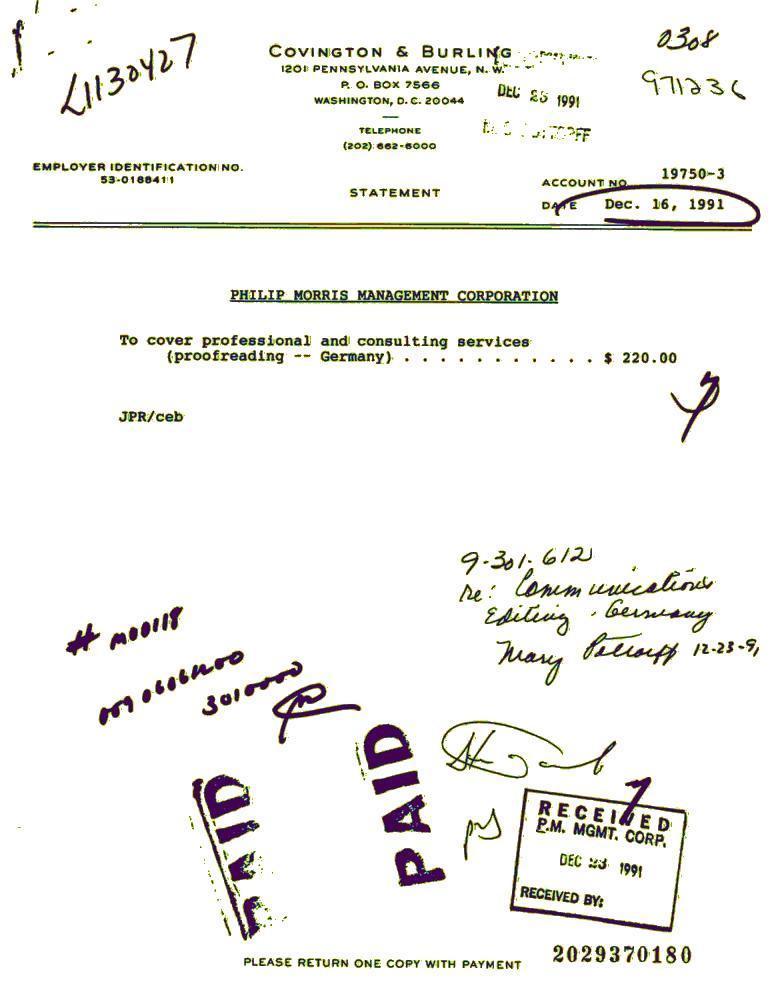 L1130427
COVINGTON & BURLING
1201 PENNSYLVANIA AVENUE, N. W.
P. O. BOX 7566
WASHINGTON, D. C. 20044
TELEPHONE
(202) 662-6000
0308
971236
DEC 1991
EMPLOYER IDENTIFICATION NO.
53-0188411
STATEMENT
ACCOUNT NO. 19750-3
DATE Dec. 16, 1991
PHILIP MORRIS MANAGEMENT CORPORATION
To cover professional and consulting services
(proofreading -- Germany) . . . . . . . . . . . . $ 220.00
JPR/ceb
9-301-612
re: Communications
Editing - Germany
Mary 12-23-91
# M00118
3010000
PAID
PAID
RECEIVED
P.M. MGMT. CORP.
DEC 23 1991
RECEIVED BY:
PLEASE RETURN ONE COPY WITH PAYMENT
2029370180